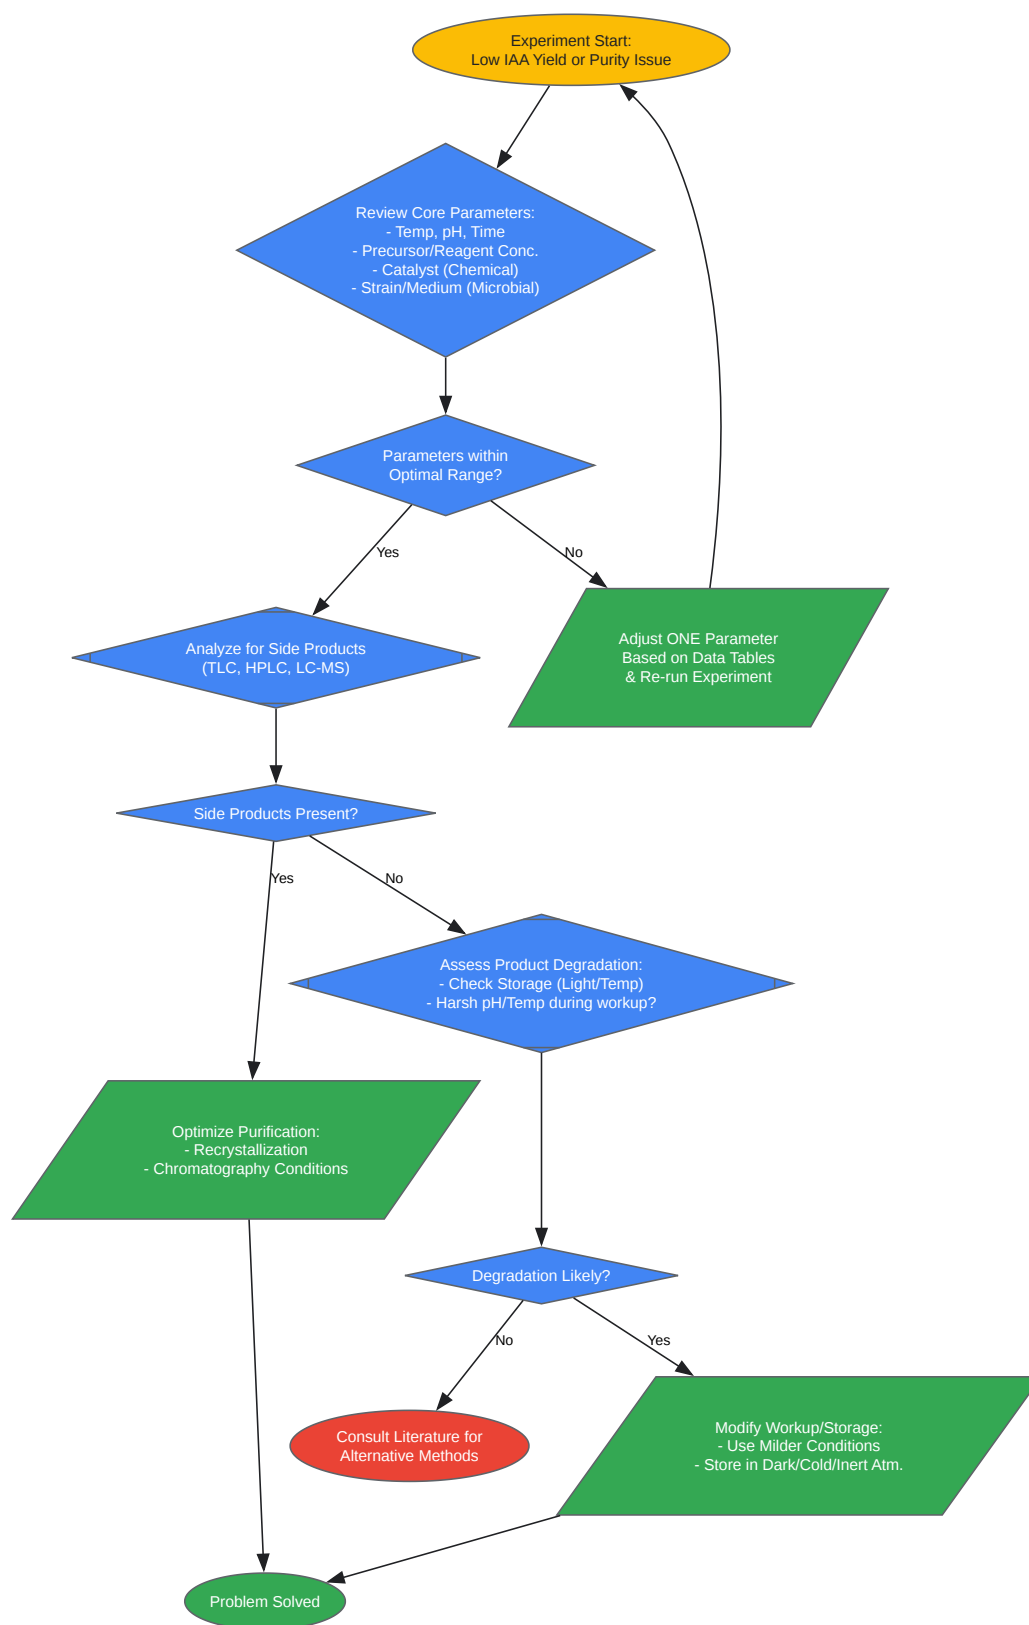 Experiment Start:
Low IAA Yield or Purity Issue
Review Core Parameters:
- Temp, pH, Time
- Precursor/Reagent Conc.
- Catalyst (Chemical)
- Strain/Medium (Microbial)
Parameters within
Optimal Range?
Yes
No
Adjust ONE Parameter
Based on Data Tables
& Re-run Experiment
Analyze for Side Products
(TLC, HPLC, LC-MS)
Side Products Present?
Yes
No
Assess Product Degradation:
- Check Storage (Light/Temp)
- Harsh pH/Temp during workup?
Optimize Purification:
- Recrystallization
- Chromatography Conditions
Degradation Likely?
No
Yes
Consult Literature for
Alternative Methods
Modify Workup/Storage:
- Use Milder Conditions
- Store in Dark/Cold/Inert Atm.
Problem Solved